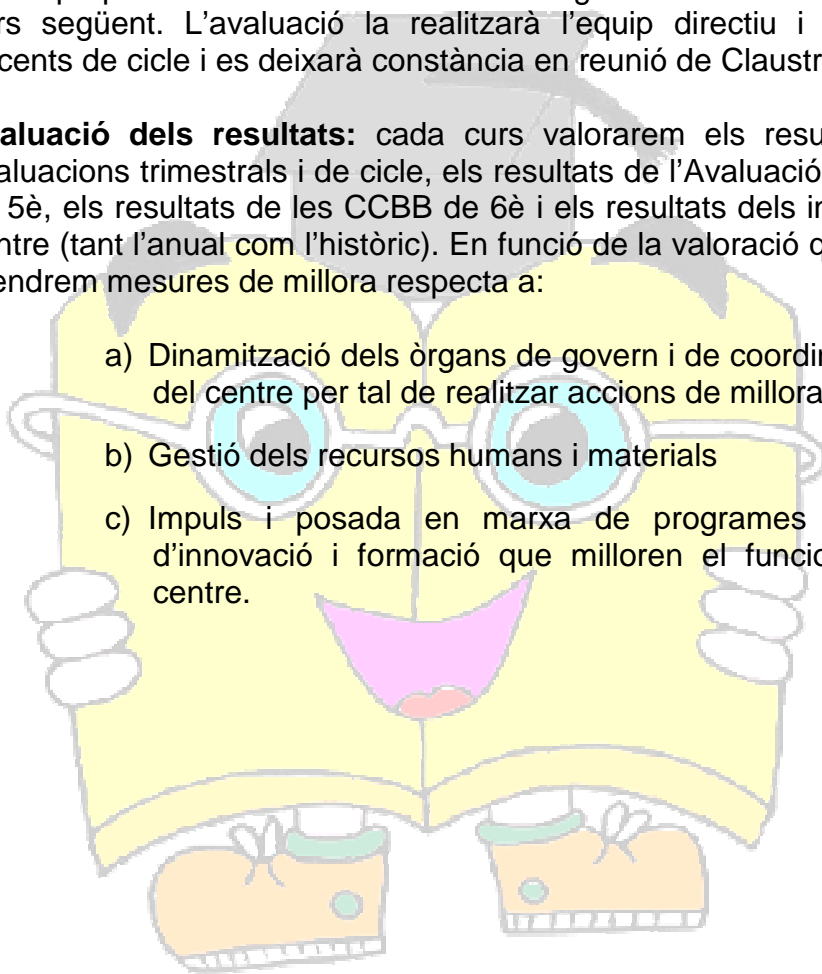 rs següent. L’avaluació la realitzarà l’equip directiu i
cents de cicle i es deixarà constància en reunió de Claustr
aluació dels resultats: cada curs valorarem els resu
aluacions trimestrals i de cicle, els resultats de l’Avaluació
5è, els resultats de les CCBB de 6è i els resultats dels in
ntre (tant l’anual com l’històric). En funció de la valoració q
endrem mesures de millora respecta a:
a) Dinamització dels òrgans de govern i de coordin
del centre per tal de realitzar accions de millora
b) Gestió dels recursos humans i materials
c) Impuls i posada en marxa de programes
d’innovació i formació que milloren el funcio
centre.